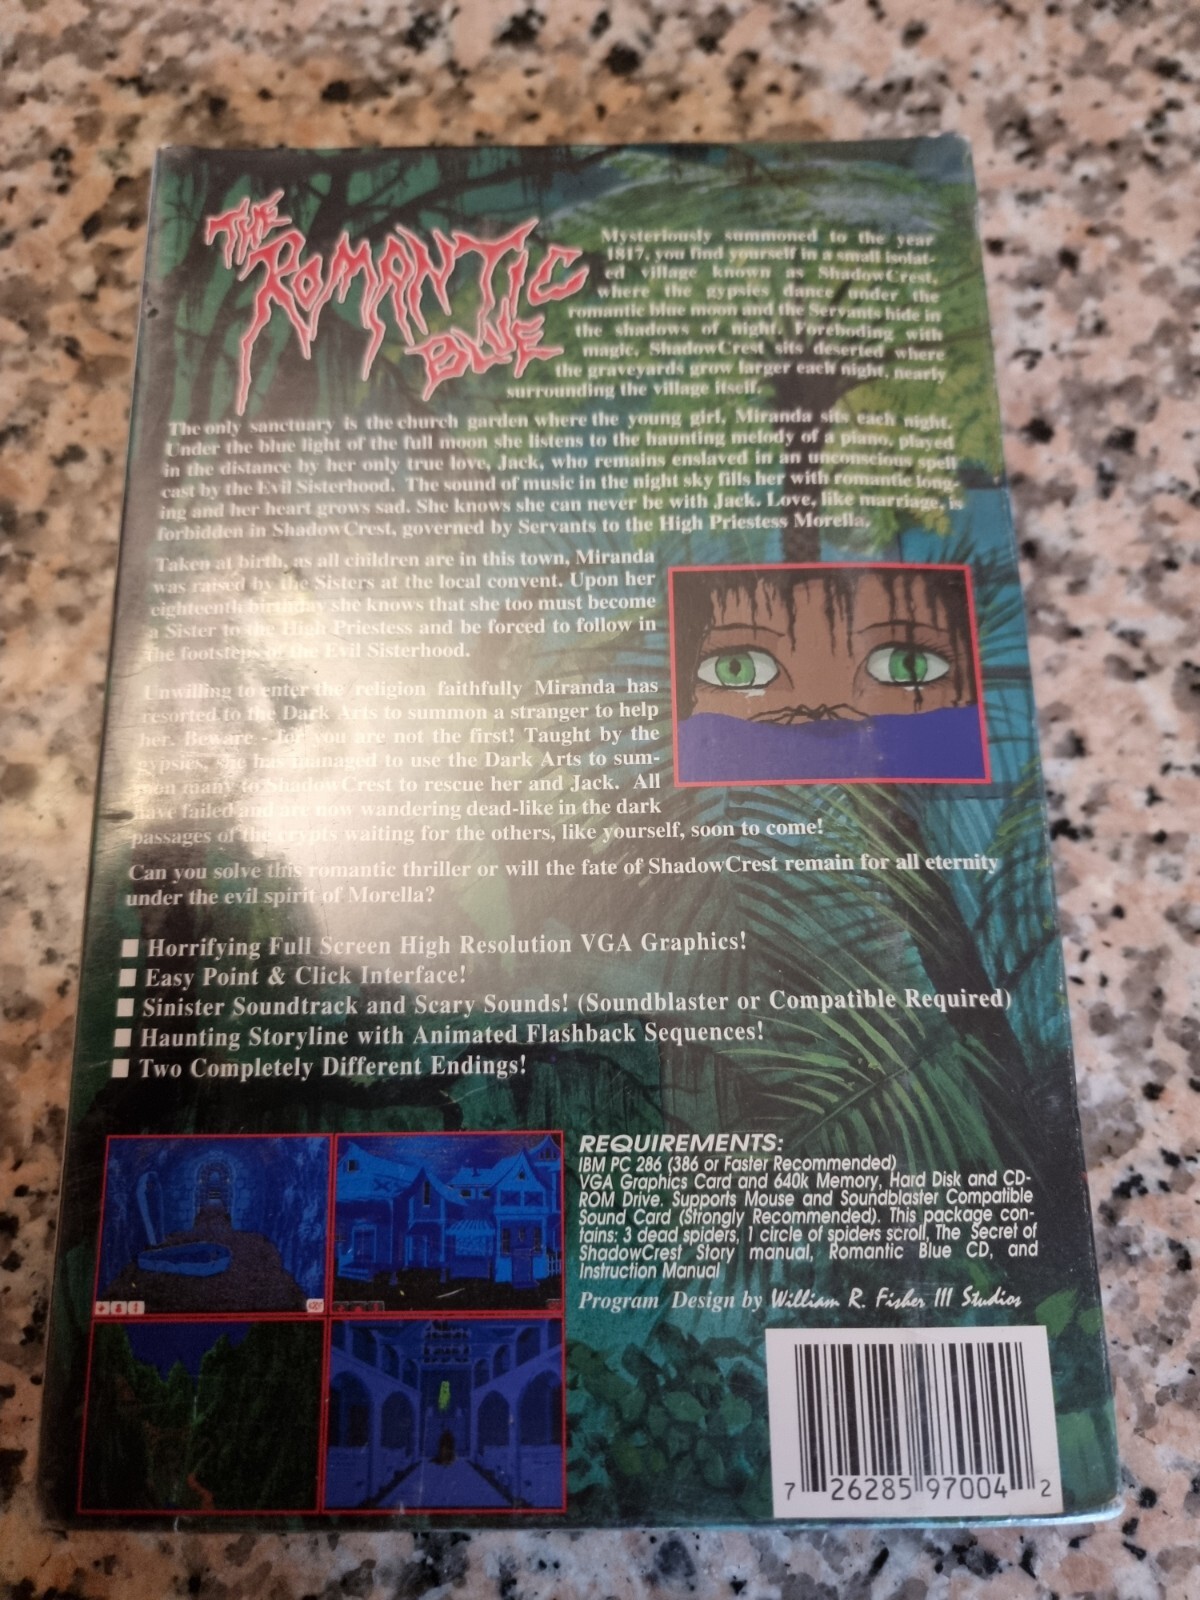 THE
ROMANTIC
BLUE
Mysteriously summoned to the year
1817, you find yourself in a small isolat-
ed village known as ShadowCrest,
where the gypsies dance under the
romantic blue moon and the Servants hide in
the shadows of night. Foreboding with
magic, ShadowCrest sits deserted where
the graveyards grow larger each night, nearly
surrounding the village itself.
The only sanctuary is the church garden where the young girl, Miranda sits each night.
Under the blue light of the full moon she listens to the haunting melody of a piano, played
in the distance by her only true love, Jack, who remains enslaved in an unconscious spell
cast by the Evil Sisterhood. The sound of music in the night sky fills her with romantic long-
ing and her heart grows sad. She knows she can never be with Jack. Love, like marriage, is
forbidden in ShadowCrest, governed by Servants to the High Priestess Morella.
Taken at birth, as all children are in this town, Miranda
was raised by the Sisters at the local convent. Upon her
eighteenth birthday she knows that she too must become
a Sister to the High Priestess and be forced to follow in
the footsteps of the Evil Sisterhood.
Unwilling to enter the religion faithfully Miranda has
resorted to the Dark Arts to summon a stranger to help
her. Beware - for you are not the first! Taught by the
gypsies, she has managed to use the Dark Arts to sum-
mon many to ShadowCrest to rescue her and Jack. All
have failed and are now wandering dead-like in the dark
passages of the crypts waiting for the others, like yourself, soon to come!
Can you solve this romantic thriller or will the fate of ShadowCrest remain for all eternity
under the evil spirit of Morella?
■ Horrifying Full Screen High Resolution VGA Graphics!
■ Easy Point & Click Interface!
■ Sinister Soundtrack and Scary Sounds! (Soundblaster or Compatible Required)
■ Haunting Storyline with Animated Flashback Sequences!
■ Two Completely Different Endings!
REQUIREMENTS:
IBM PC 286 (386 or Faster Recommended)
VGA Graphics Card and 640k Memory, Hard Disk and CD-
ROM Drive. Supports Mouse and Soundblaster Compatible
Sound Card (Strongly Recommended). This package con-
tains: 3 dead spiders, 1 circle of spiders scroll, The Secret of
ShadowCrest Story manual, Romantic Blue CD, and
Instruction Manual
Program Design by William R. Fisher III Studios
7 26285 97004 2